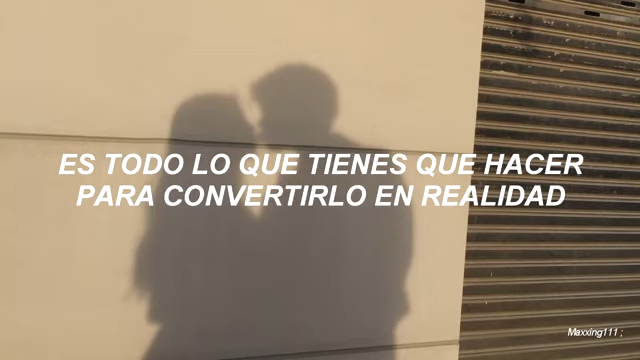 ES TODO LO QUE TIENES QUE HACER
PARA CONVERTIRLO EN REALIDAD
Maxxing111 ;